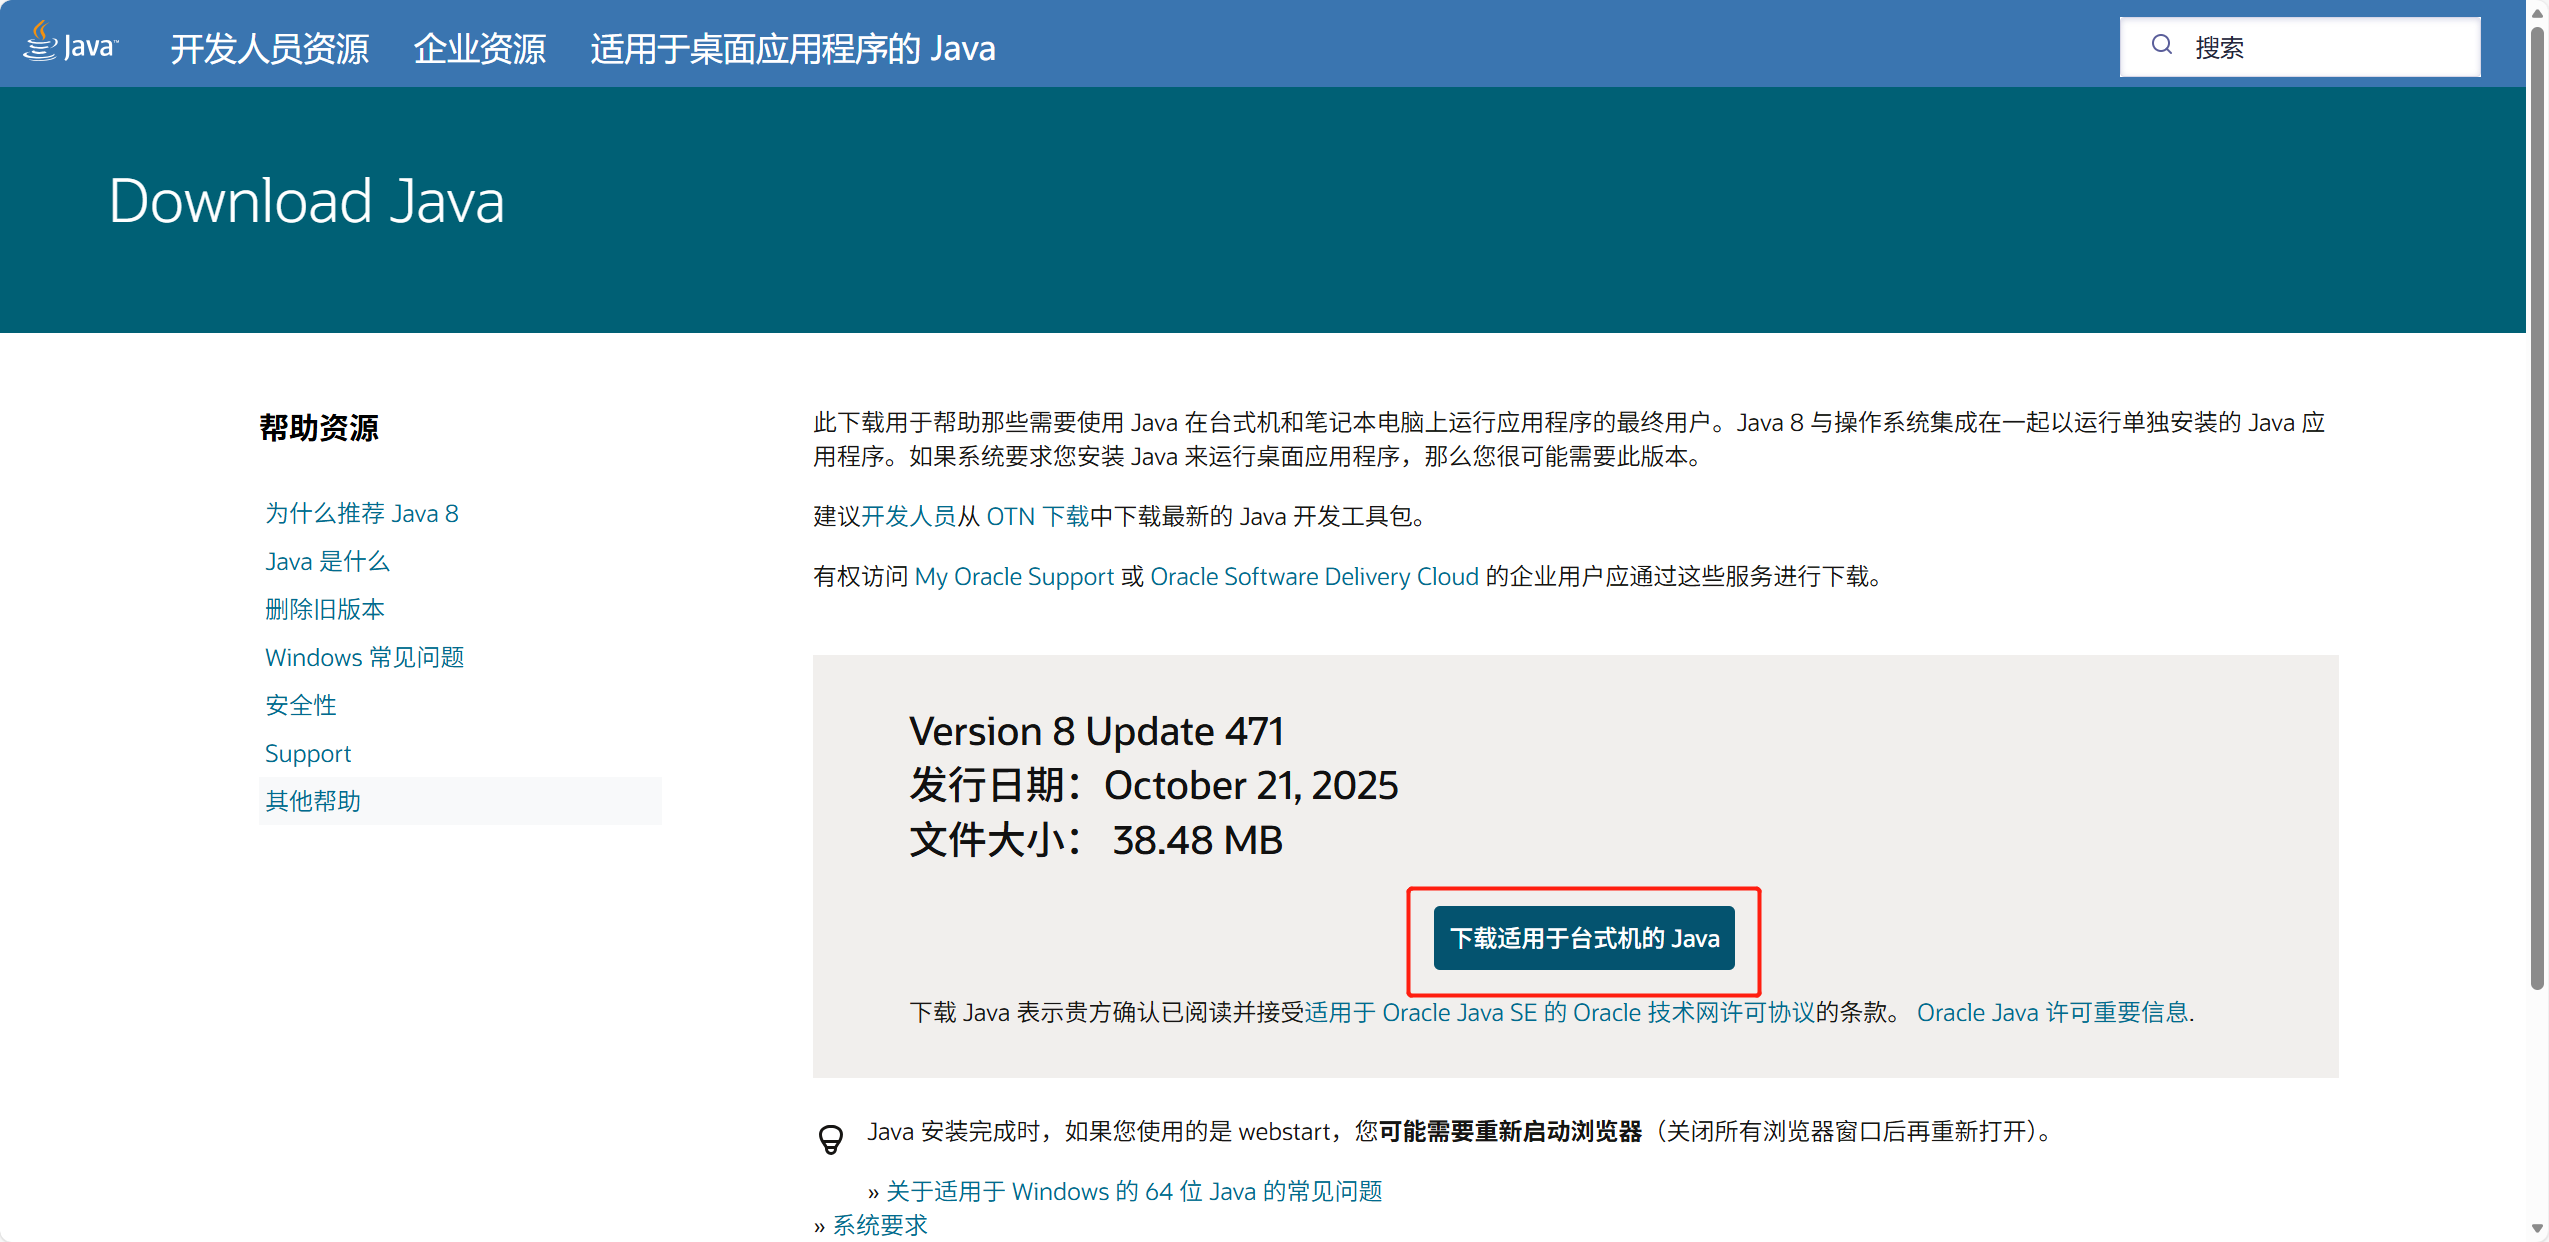 Java™ 开发人员资源 企业资源 适用于桌面应用程序的 Java 搜索
Download Java
帮助资源
为什么推荐 Java 8
Java 是什么
删除旧版本
Windows 常见问题
安全性
Support
其他帮助
此下载用于帮助那些需要使用 Java 在台式机和笔记本电脑上运行应用程序的最终用户。Java 8 与操作系统集成在一起以运行单独安装的 Java 应
用程序。如果系统要求您安装 Java 来运行桌面应用程序，那么您很可能需要此版本。
建议开发人员从 OTN 下载中下载最新的 Java 开发工具包。
有权访问 My Oracle Support 或 Oracle Software Delivery Cloud 的企业用户应通过这些服务进行下载。
Version 8 Update 471
发行日期：October 21, 2025
文件大小： 38.48 MB
下载适用于台式机的 Java
下载 Java 表示贵方确认已阅读并接受适用于 Oracle Java SE 的 Oracle 技术网许可协议的条款。 Oracle Java 许可重要信息.
Java 安装完成时，如果您使用的是 webstart，您可能需要重新启动浏览器（关闭所有浏览器窗口后再重新打开）。
» 关于适用于 Windows 的 64 位 Java 的常见问题
» 系统要求